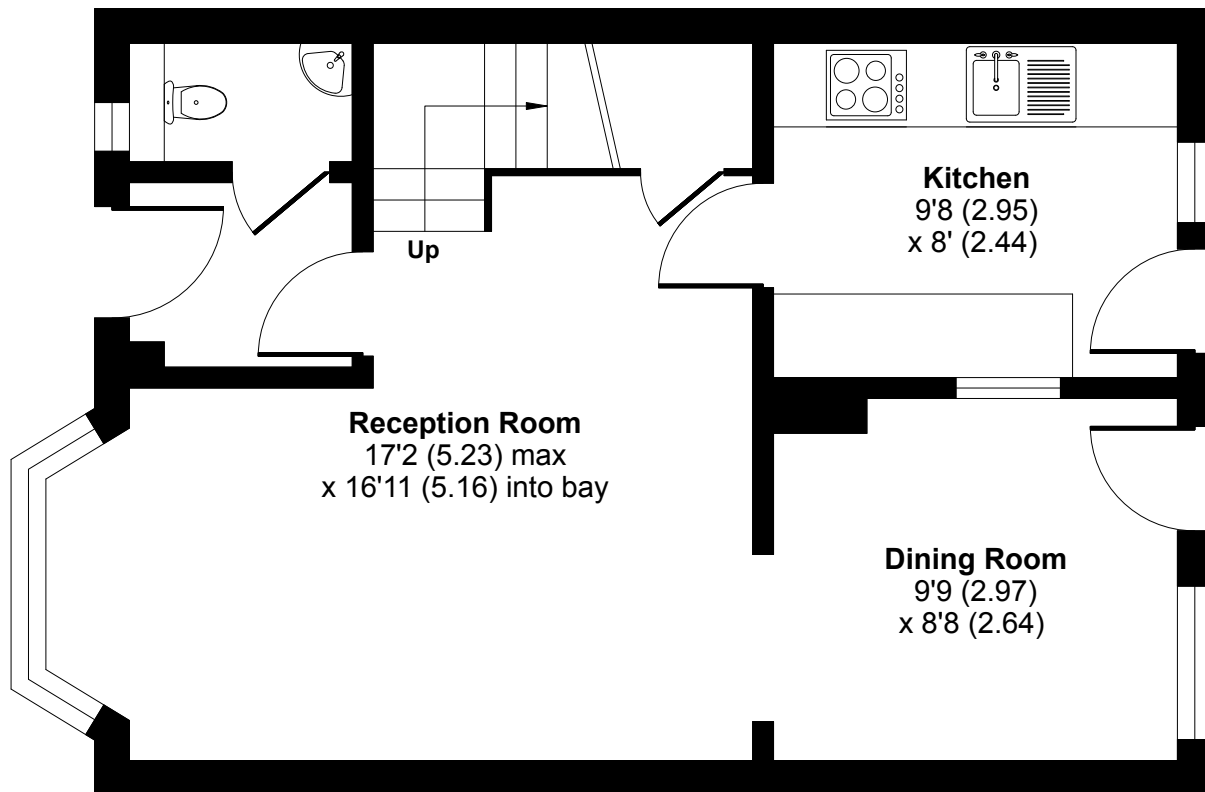 Kitchen
9'8 (2.95)
x 8' (2.44)
Up
Reception Room
17'2 (5.23) max
x 16'11 (5.16) into bay
Dining Room
9'9 (2.97)
x 8'8 (2.64)